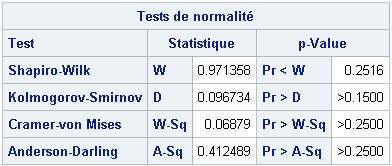 Tests de normalité
Test Statistique p-Value
Shapiro-Wilk W 0.971358 Pr < W 0.2516
Kolmogorov-Smirnov D 0.096734 Pr > D >0.1500
Cramer-von Mises W-Sq 0.06879 Pr > W-Sq >0.2500
Anderson-Darling A-Sq 0.412489 Pr > A-Sq >0.2500